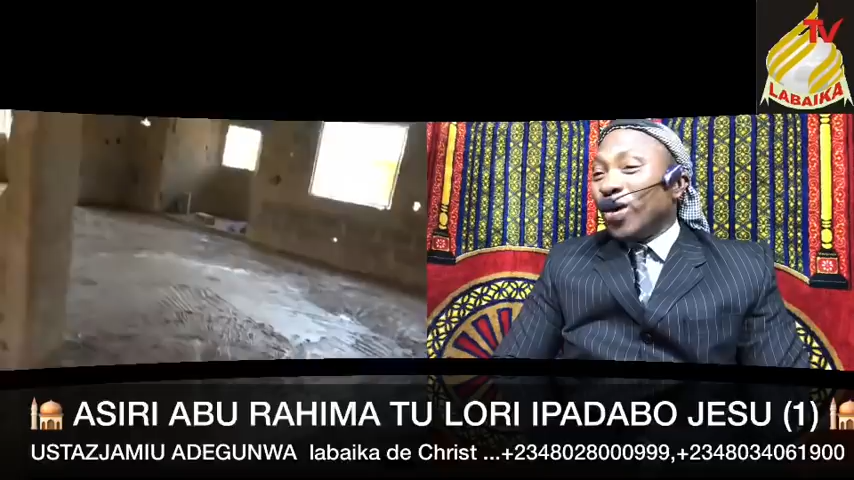 TV
LABAIKA
ASIRI ABU RAHIMA TU LORI IPADABO JESU (1)
USTAZJAMIU ADEGUNWA labaika de Christ ...+2348028000999,+2348034061900